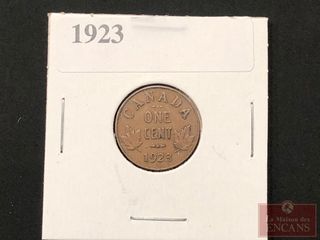 1923
CANADA
ONE
CENT
1923
La Maison des
ENCANS